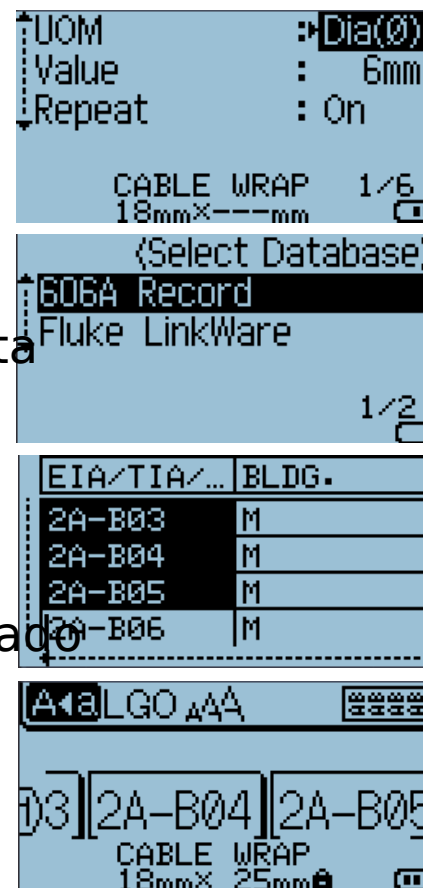 UOM : Dia(Ø)
Value : 6mm
Repeat : On
CABLE WRAP 1/6
18mm×---mm
(Select Database)
606A Record
Fluke LinkWare
1/2
EIA/TIA/… BLDG.
2A-B03 M
2A-B04 M
2A-B05 M
2A-B06 M
A◂a LGO AAA
03 2A-B04 2A-B05
CABLE WRAP
18mm× 25mm